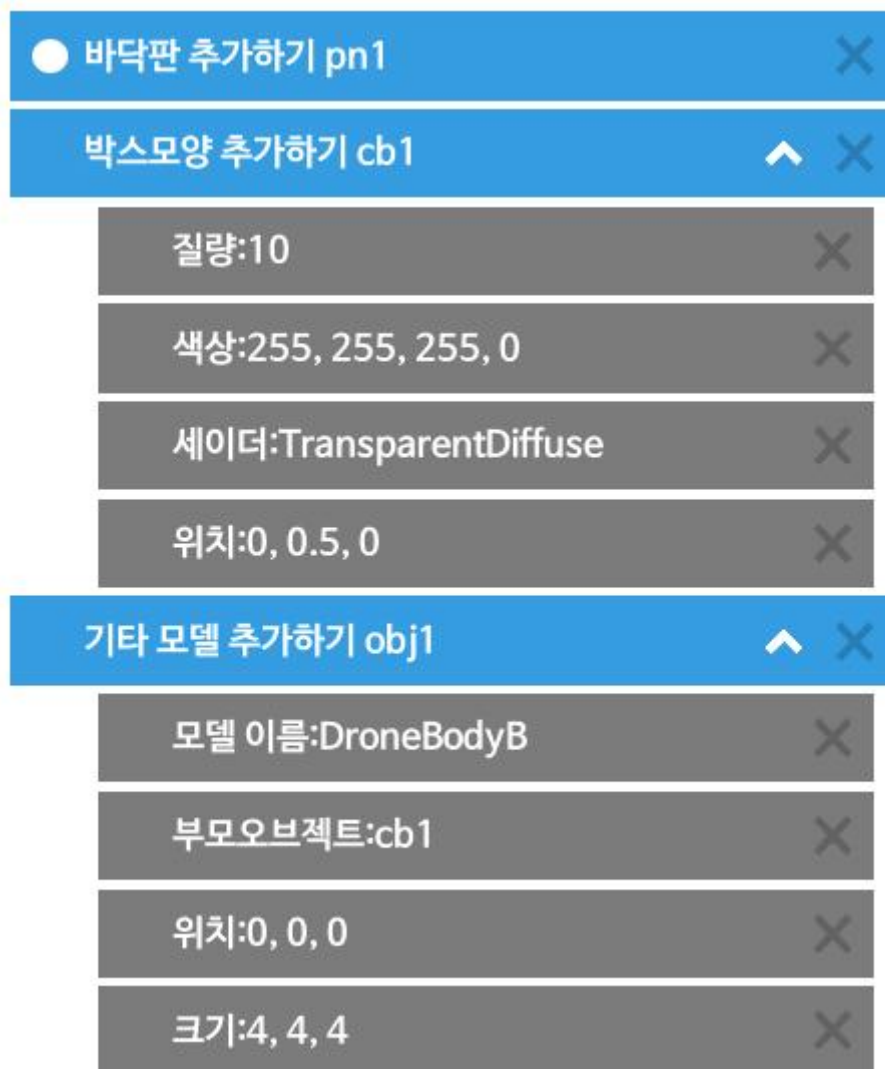 바닥판 추가하기 pn1
박스모양 추가하기 cb1
질량:10
색상:255, 255, 255, 0
세이더:TransparentDiffuse
위치:0, 0.5, 0
기타 모델 추가하기 obj1
모델 이름:DroneBodyB
부모오브젝트:cb1
위치:0, 0, 0
크기:4, 4, 4